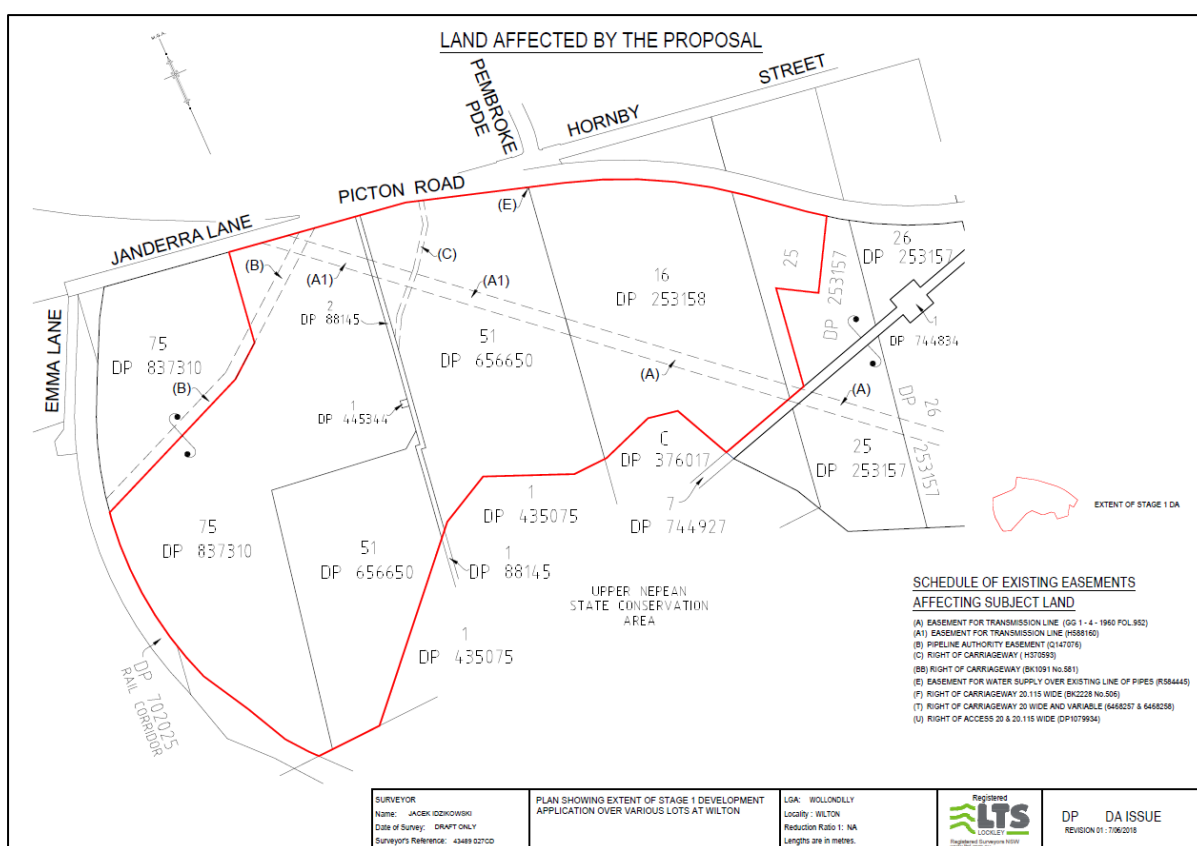 LAND AFFECTED BY THE PROPOSAL
PEMBROKE
PDE
HORNBY
STREET
PICTON ROAD
JANDERRA LANE
EMMA LANE
(E)
(C)
(B)
(A1)
(A1)
2
DP 88145
51
DP 656650
16
DP 253158
25
DP 253157
26
DP 253157
1
DP 744834
75
DP 837310
(B)
(A)
(A)
1
DP 445344
C
DP 376017
25
DP 253157
26
DP 253157
7
DP 744927
1
DP 435075
75
DP 837310
51
DP 656650
1
DP 88145
UPPER NEPEAN
STATE CONSERVATION
AREA
1
DP 435075
DP 702025
RAIL CORRIDOR
EXTENT OF STAGE 1 DA
SCHEDULE OF EXISTING EASEMENTS
AFFECTING SUBJECT LAND
(A) EASEMENT FOR TRANSMISSION LINE (GG 1 - 4 - 1960 FOL.952)
(A1) EASEMENT FOR TRANSMISSION LINE (H588160)
(B) PIPELINE AUTHORITY EASEMENT (Q147076)
(C) RIGHT OF CARRIAGEWAY ( H370593)
(BB) RIGHT OF CARRIAGEWAY (BK1091 No.581)
(E) EASEMENT FOR WATER SUPPLY OVER EXISTING LINE OF PIPES (R584445)
(F) RIGHT OF CARRIAGEWAY 20.115 WIDE (BK2228 No.506)
(T) RIGHT OF CARRIAGEWAY 20 WIDE AND VARIABLE (6468257 & 6468258)
(U) RIGHT OF ACCESS 20 & 20.115 WIDE (DP1079934)
SURVEYOR
Name: JACEK IDZIKOWSKI
Date of Survey: DRAFT ONLY
Surveyor's Reference: 43489 027CD
PLAN SHOWING EXTENT OF STAGE 1 DEVELOPMENT
APPLICATION OVER VARIOUS LOTS AT WILTON
LGA: WOLLONDILLY
Locality : WILTON
Reduction Ratio 1: NA
Lengths are in metres.
Registered
LTS
LOCKLEY
Registered Surveyors NSW
DP DA ISSUE
REVISION 01 : 7/06/2018